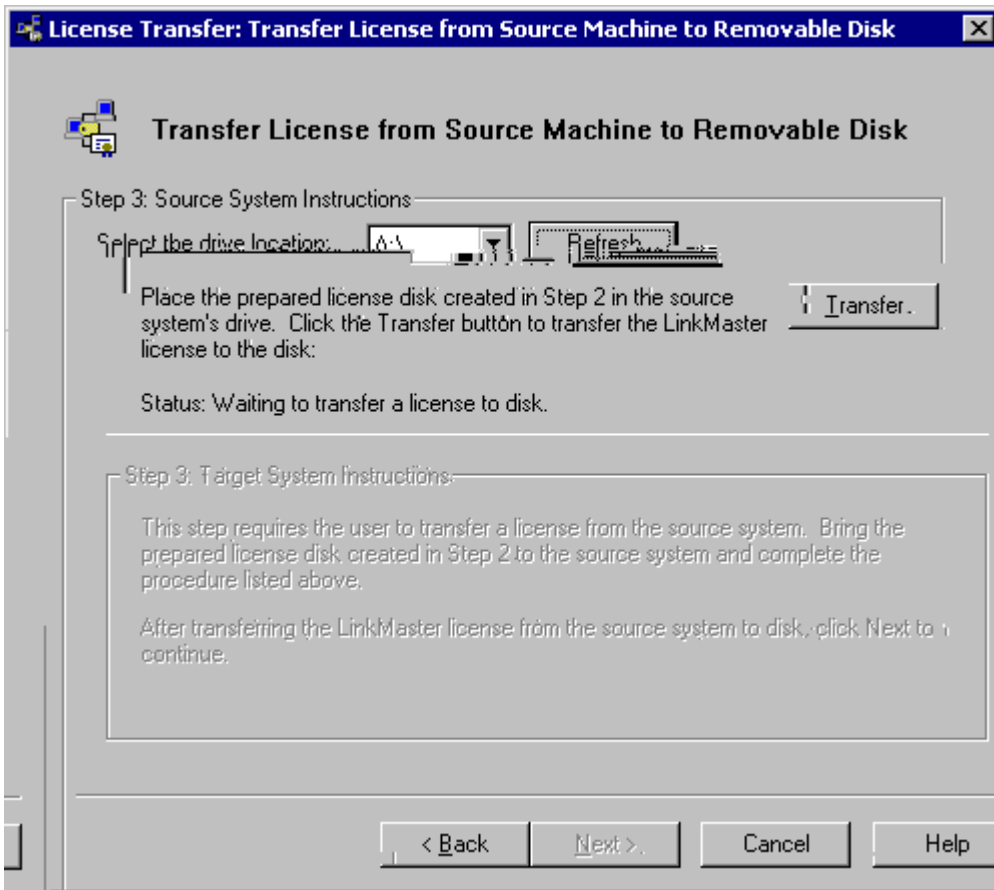 License Transfer: Transfer License from Source Machine to Removable Disk
Transfer License from Source Machine to Removable Disk
Step 3: Source System Instructions
Select the drive location: A:\ Refresh
Place the prepared license disk created in Step 2 in the source
system's drive. Click the Transfer button to transfer the LinkMaster
license to the disk:
Transfer
Status: Waiting to transfer a license to disk.
Step 3: Target System Instructions
This step requires the user to transfer a license from the source system. Bring the
prepared license disk created in Step 2 to the source system and complete the
procedure listed above.
After transferring the LinkMaster license from the source system to disk, click Next to
continue.
< Back Next > Cancel Help